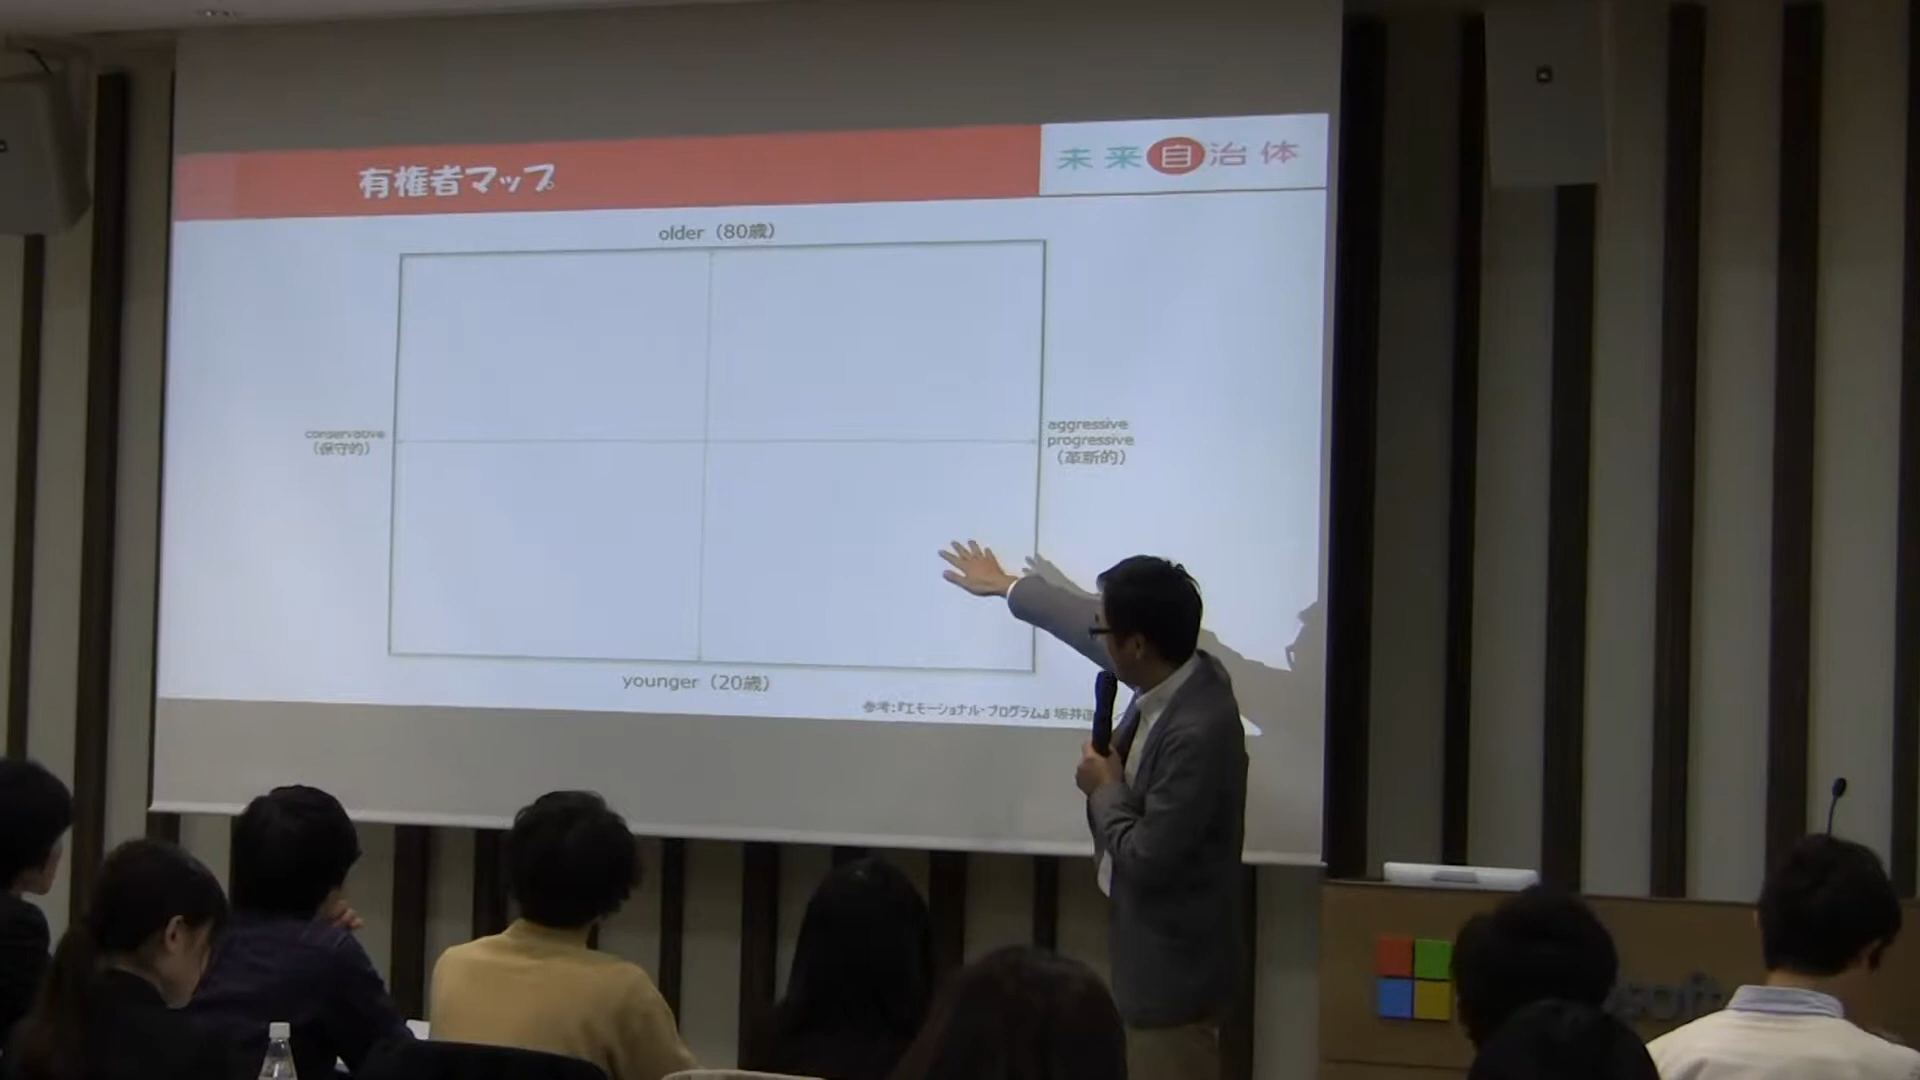 有権者マップ
未来自治体
older（80歳）
conservative
（保守的）
aggressive
progressive
（革新的）
younger（20歳）
参考：『エモーショナル・プログラム』 坂井